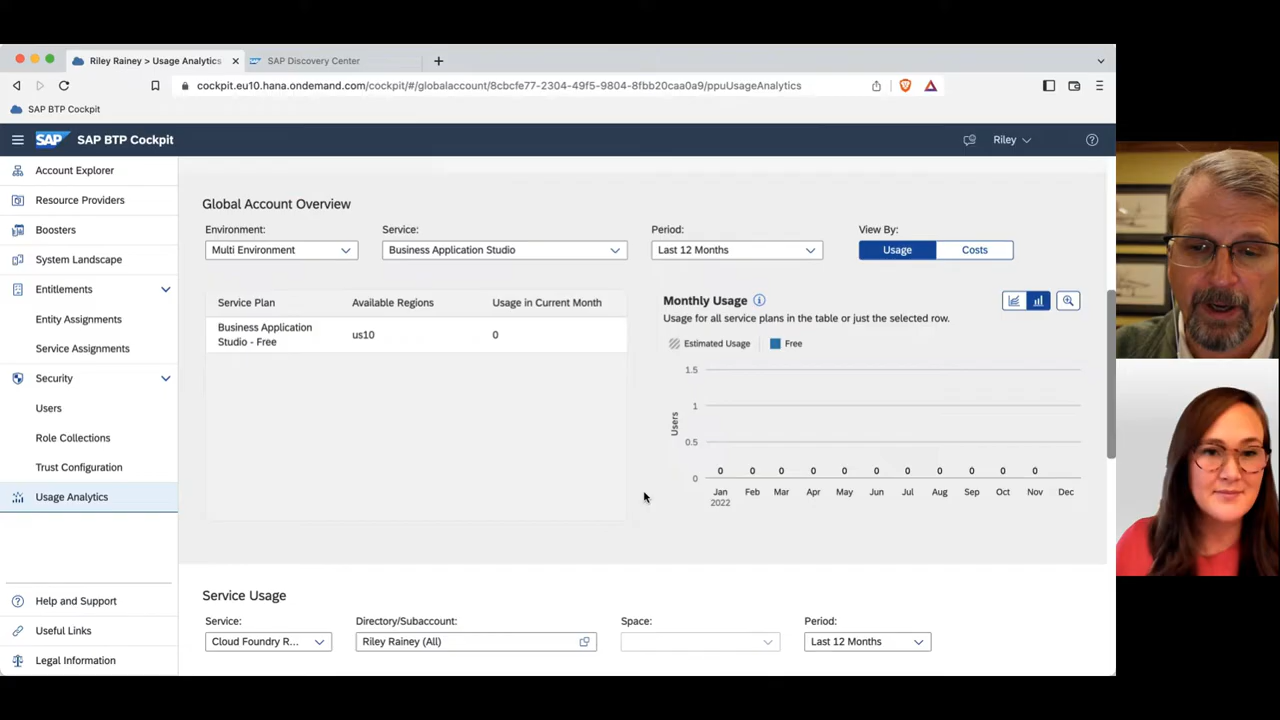 Riley Rainey > Usage Analytics
SAP Discovery Center
cockpit.eu10.hana.ondemand.com/cockpit/#/globalaccount/8cbcfe77-2304-49f5-9804-8fbb20caa0a9/ppuUsageAnalytics
SAP BTP Cockpit
SAP SAP BTP Cockpit
Riley
Account Explorer
Resource Providers
Boosters
System Landscape
Entitlements
Entity Assignments
Service Assignments
Security
Users
Role Collections
Trust Configuration
Usage Analytics
Help and Support
Useful Links
Legal Information
Global Account Overview
Environment: Service: Period: View By:
Multi Environment Business Application Studio Last 12 Months Usage Costs
Service Plan Available Regions Usage in Current Month
Business Application
Studio - Free us10 0
Monthly Usage
Usage for all service plans in the table or just the selected row.
Estimated Usage Free
1.5
1
0.5
0
Users
0 0 0 0 0 0 0 0 0 0 0
Jan Feb Mar Apr May Jun Jul Aug Sep Oct Nov Dec
2022
Service Usage
Service: Directory/Subaccount: Space: Period:
Cloud Foundry R... Riley Rainey (All) Last 12 Months